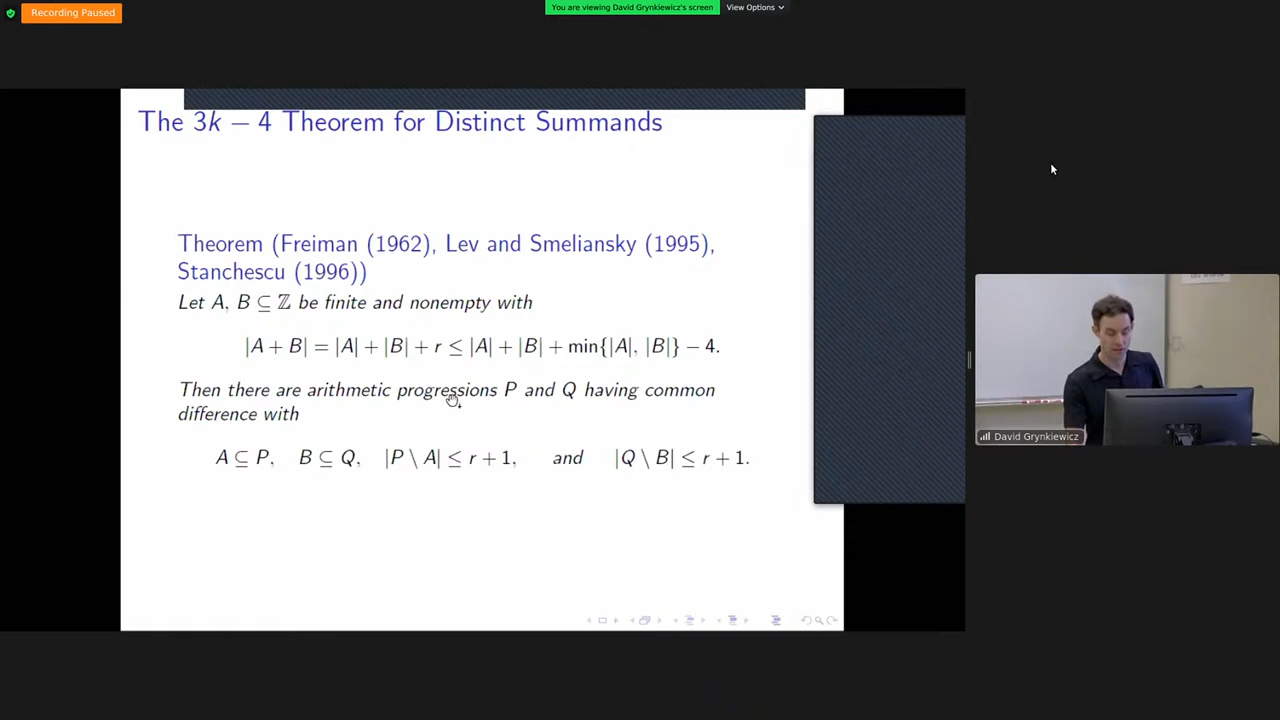 Recording Paused
You are viewing David Grynkiewicz's screen
View Options
The 3k − 4 Theorem for Distinct Summands
Theorem (Freiman (1962), Lev and Smeliansky (1995),
Stanchescu (1996))
Let A, B ⊆ ℤ be finite and nonempty with
|A + B| = |A| + |B| + r ≤ |A| + |B| + min{|A|, |B|} − 4.
Then there are arithmetic progressions P and Q having common
difference with
A ⊆ P, B ⊆ Q, |P \ A| ≤ r + 1, and |Q \ B| ≤ r + 1.
David Grynkiewicz